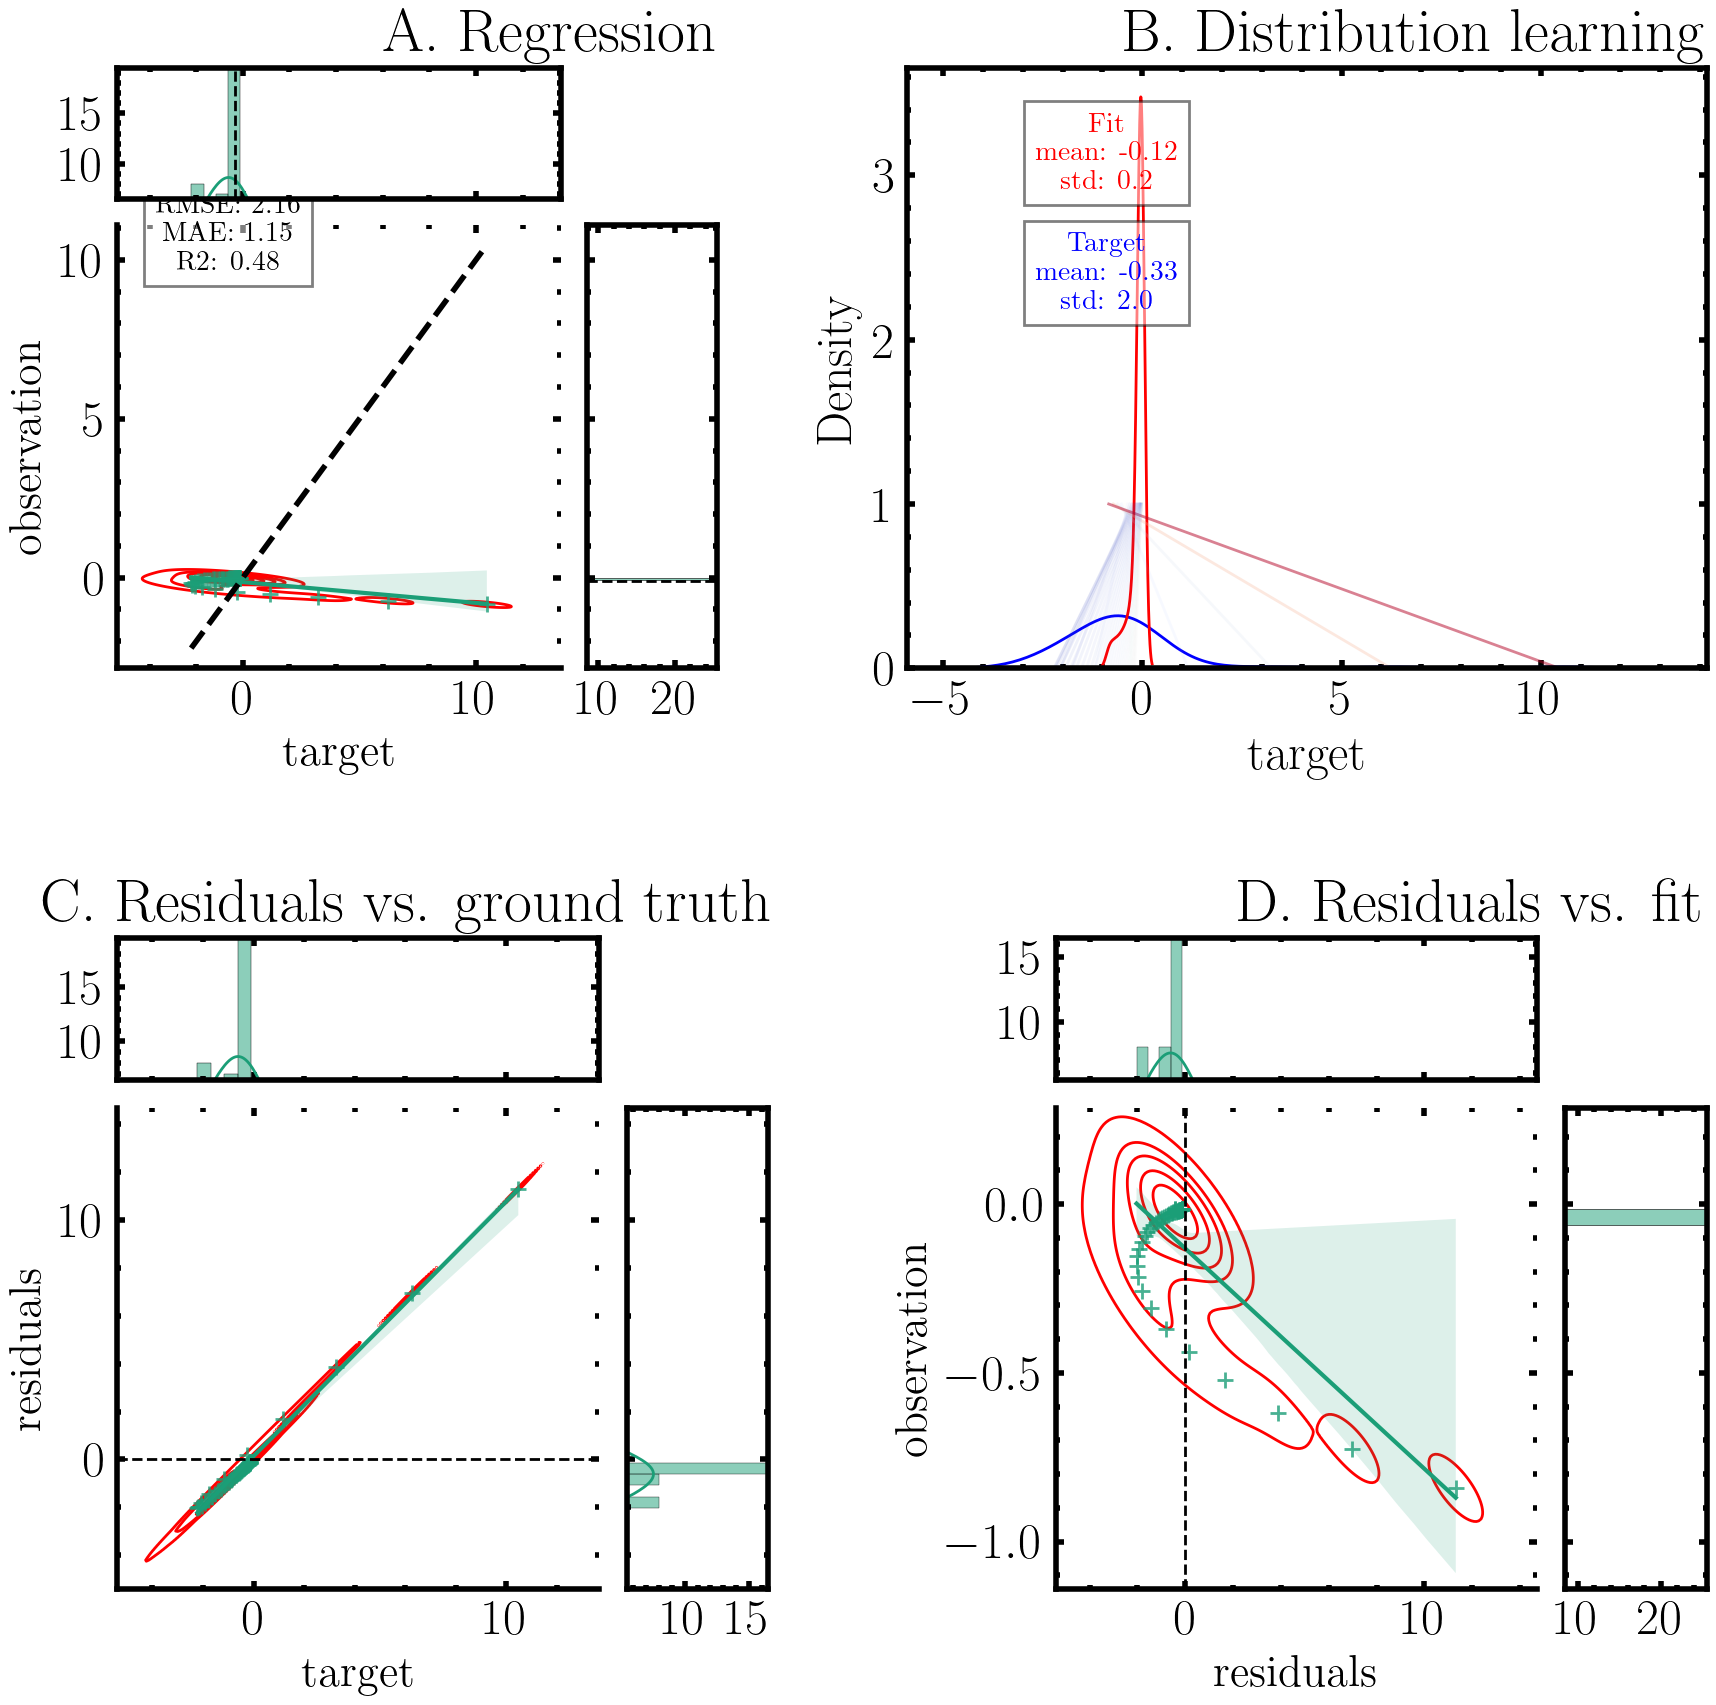 A. Regression
15
10
RMSE: 2.16
MAE: 1.15
R2: 0.48
10
5
0
observation
0
10
target
10
20
B. Distribution learning
Fit
mean: -0.12
std: 0.2
Target
mean: -0.33
std: 2.0
3
2
1
0
Density
−5
0
5
10
target
C. Residuals vs. ground truth
15
10
10
0
residuals
0
10
target
10
15
D. Residuals vs. fit
15
10
0.0
−0.5
−1.0
observation
0
10
residuals
10
20